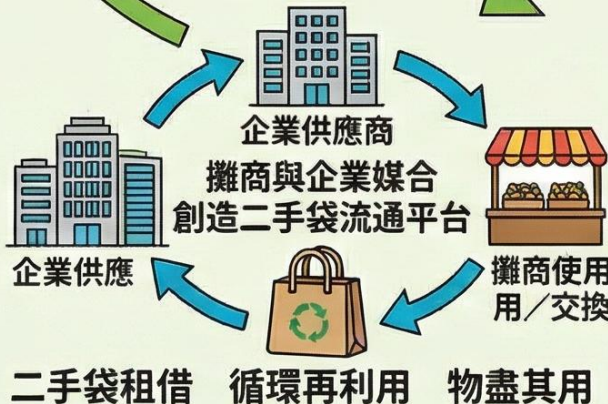 企業供應商
攤商與企業媒合
創造二手袋流通平台
企業供應
攤商使用
用／交換
二手袋租借 循環再利用 物盡其用